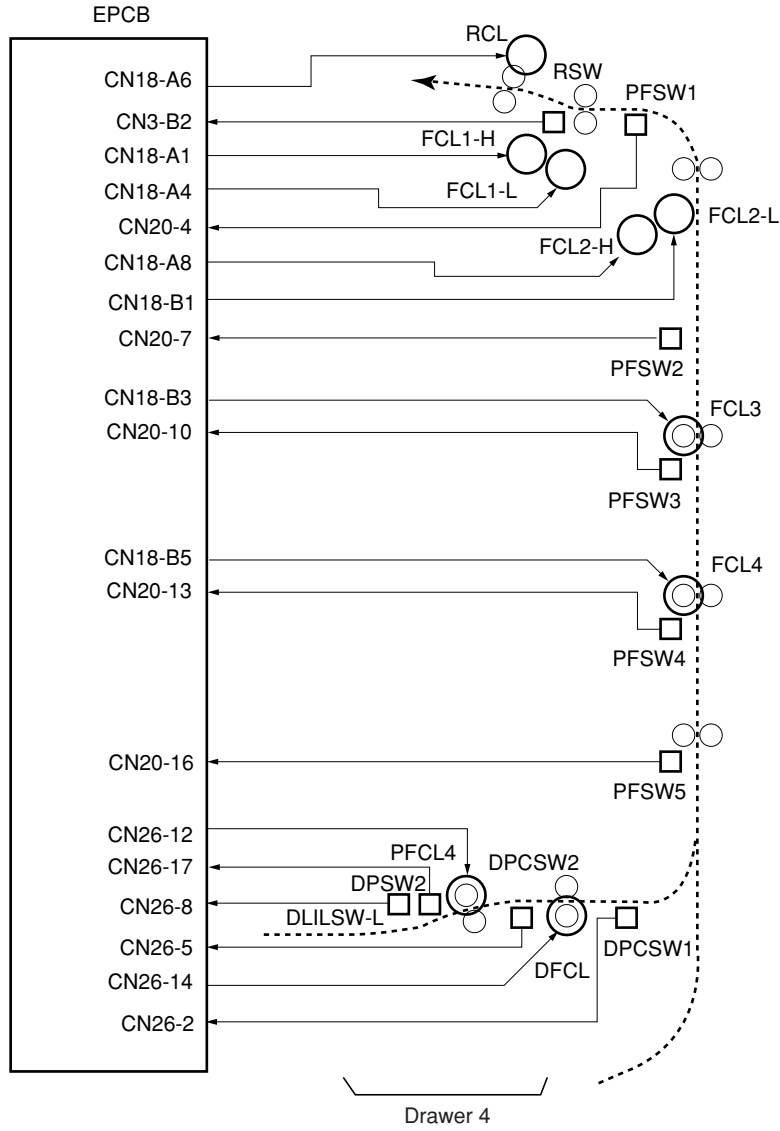 EPCB
RCL
RSW
CN18-A6
PFSW1
CN3-B2
FCL1-H
CN18-A1
CN18-A4
FCL1-L
FCL2-L
CN20-4
FCL2-H
CN18-A8
CN18-B1
CN20-7
PFSW2
CN18-B3
FCL3
CN20-10
PFSW3
CN18-B5
FCL4
CN20-13
PFSW4
CN20-16
PFSW5
CN26-12
PFCL4
DPCSW2
CN26-17
DPSW2
CN26-8
DLILSW-L
CN26-5
DPCSW1
DFCL
CN26-14
CN26-2
Drawer 4